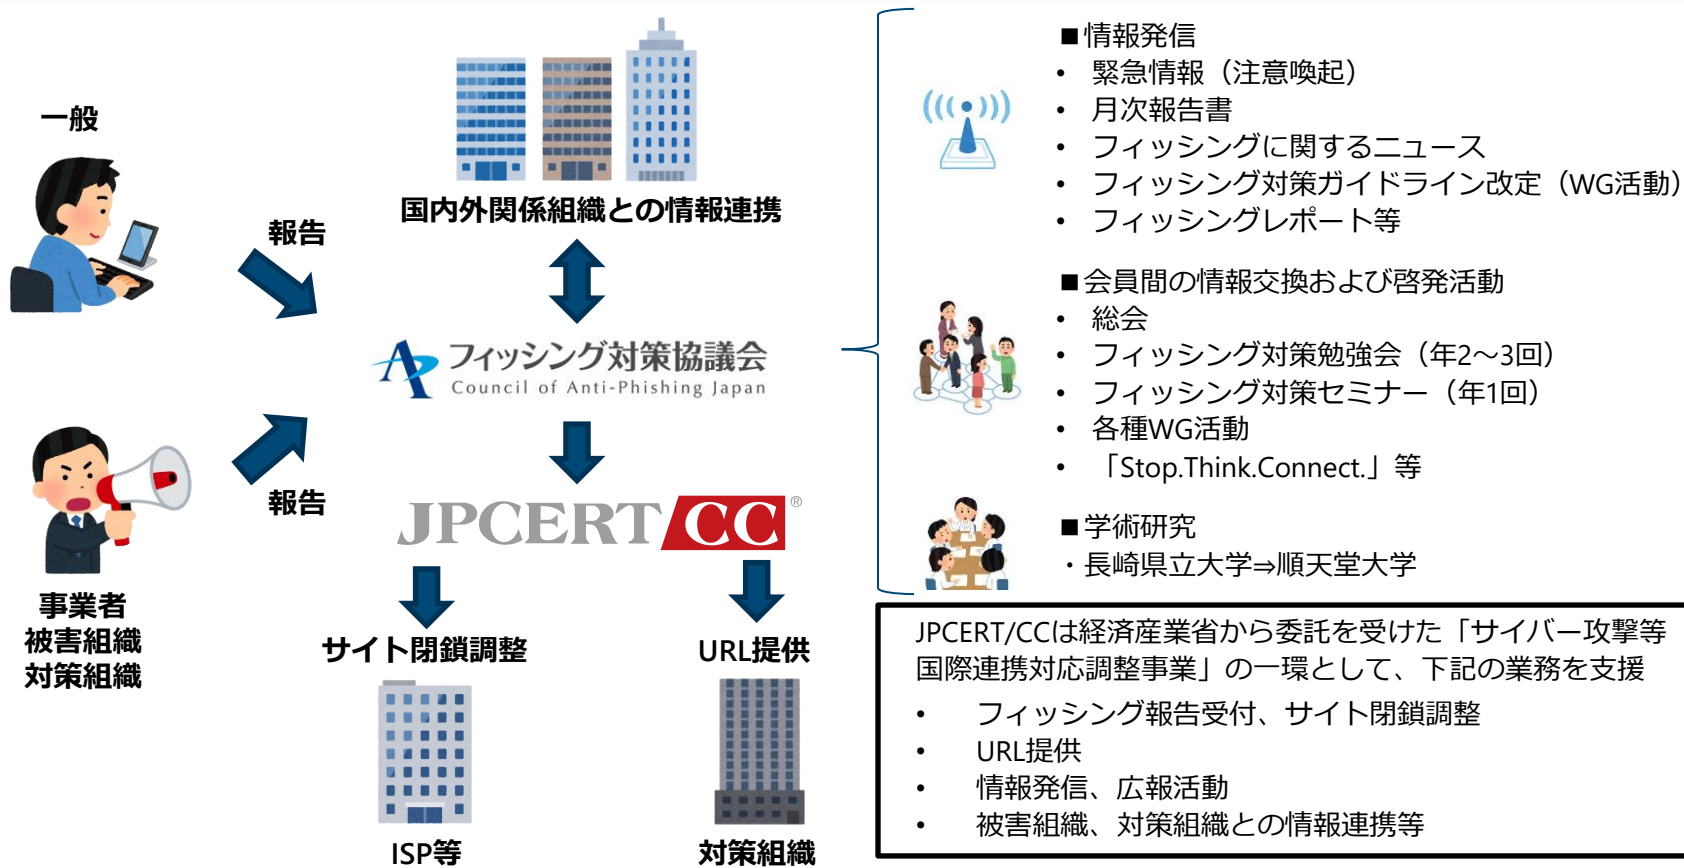 一般
報告
国内外関係組織との情報連携
フィッシング対策協議会
Council of Anti-Phishing Japan
報告
事業者
被害組織
対策組織
JPCERT CC®
サイト閉鎖調整
URL提供
ISP等
対策組織
■情報発信
• 緊急情報（注意喚起）
• 月次報告書
• フィッシングに関するニュース
• フィッシング対策ガイドライン改定（WG活動）
• フィッシングレポート等
■会員間の情報交換および啓発活動
• 総会
• フィッシング対策勉強会（年2～3回）
• フィッシング対策セミナー（年1回）
• 各種WG活動
• 「Stop.Think.Connect.」等
■学術研究
・長崎県立大学⇒順天堂大学
JPCERT/CCは経済産業省から委託を受けた「サイバー攻撃等
国際連携対応調整事業」の一環として、下記の業務を支援
• フィッシング報告受付、サイト閉鎖調整
• URL提供
• 情報発信、広報活動
• 被害組織、対策組織との情報連携等